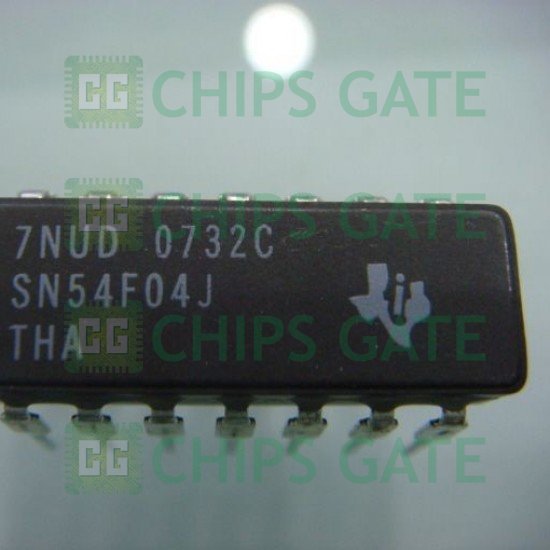 CG CHIPS GATE
7NUD 0732C
CG CHIPS GATE
SN54F04J
THA
CG CHIPS GATE
CG CHIPS GATE